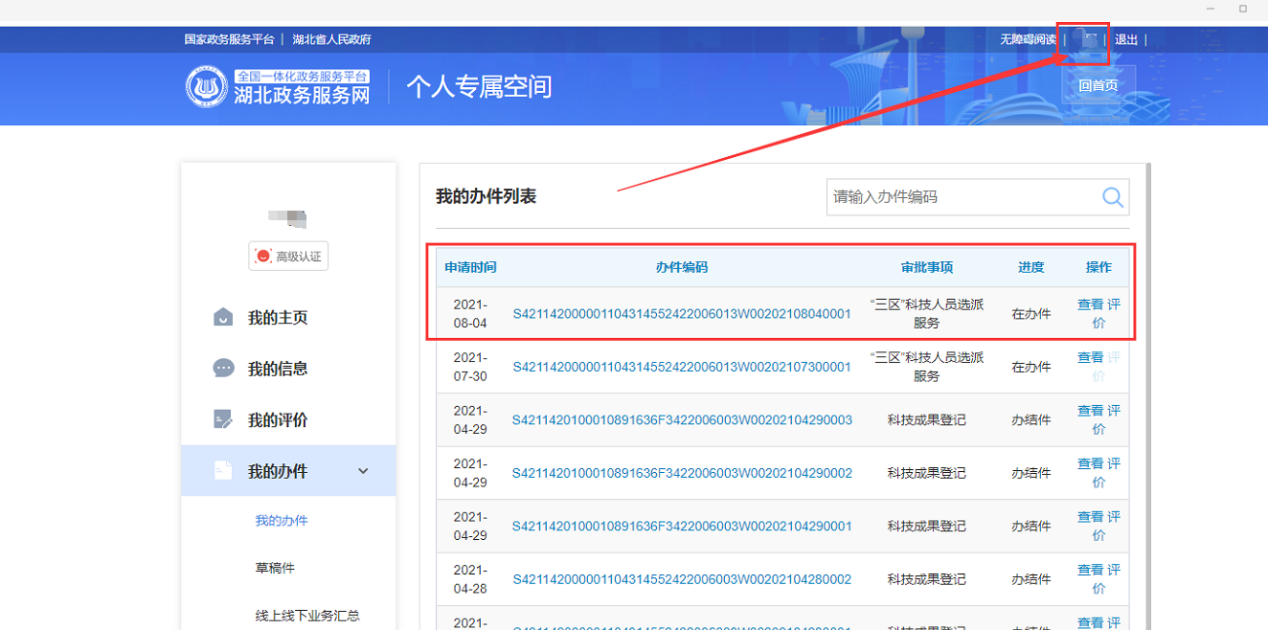 国家政务服务平台 | 湖北省人民政府
无障碍阅读 | | 退出 |
全国一体化政务服务平台
湖北政务服务网
个人专属空间
回首页
高级认证
我的主页
我的信息
我的评价
我的办件
我的办件
草稿件
线上线下业务汇总
我的办件列表
请输入办件编码
申请时间 办件编码 审批事项 进度 操作
2021-
08-04
S421142000001104314552422006013W00202108040001
“三区”科技人员选派
服务
在办件
查看 评
价
2021-
07-30
S421142000001104314552422006013W00202107300001
“三区”科技人员选派
服务
在办件
查看 评
价
2021-
04-29
S4211420100010891636F3422006003W00202104290003
科技成果登记
办结件
查看 评
价
2021-
04-29
S4211420100010891636F3422006003W00202104290002
科技成果登记
办结件
查看 评
价
2021-
04-29
S4211420100010891636F3422006003W00202104290001
科技成果登记
办结件
查看 评
价
2021-
04-28
S421142000001104314552422006003W00202104280002
科技成果登记
办结件
查看 评
价
2021-
查看 评